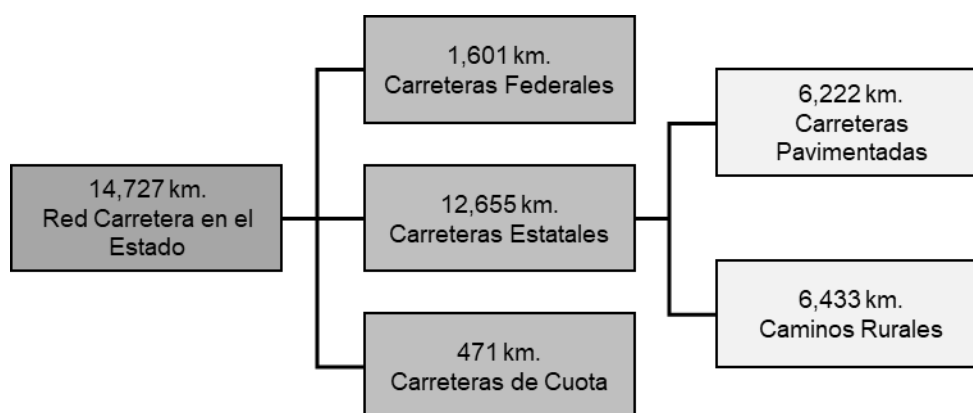 14,727 km.
Red Carretera en el
Estado
1,601 km.
Carreteras Federales
12,655 km.
Carreteras Estatales
471 km.
Carreteras de Cuota
6,222 km.
Carreteras
Pavimentadas
6,433 km.
Caminos Rurales